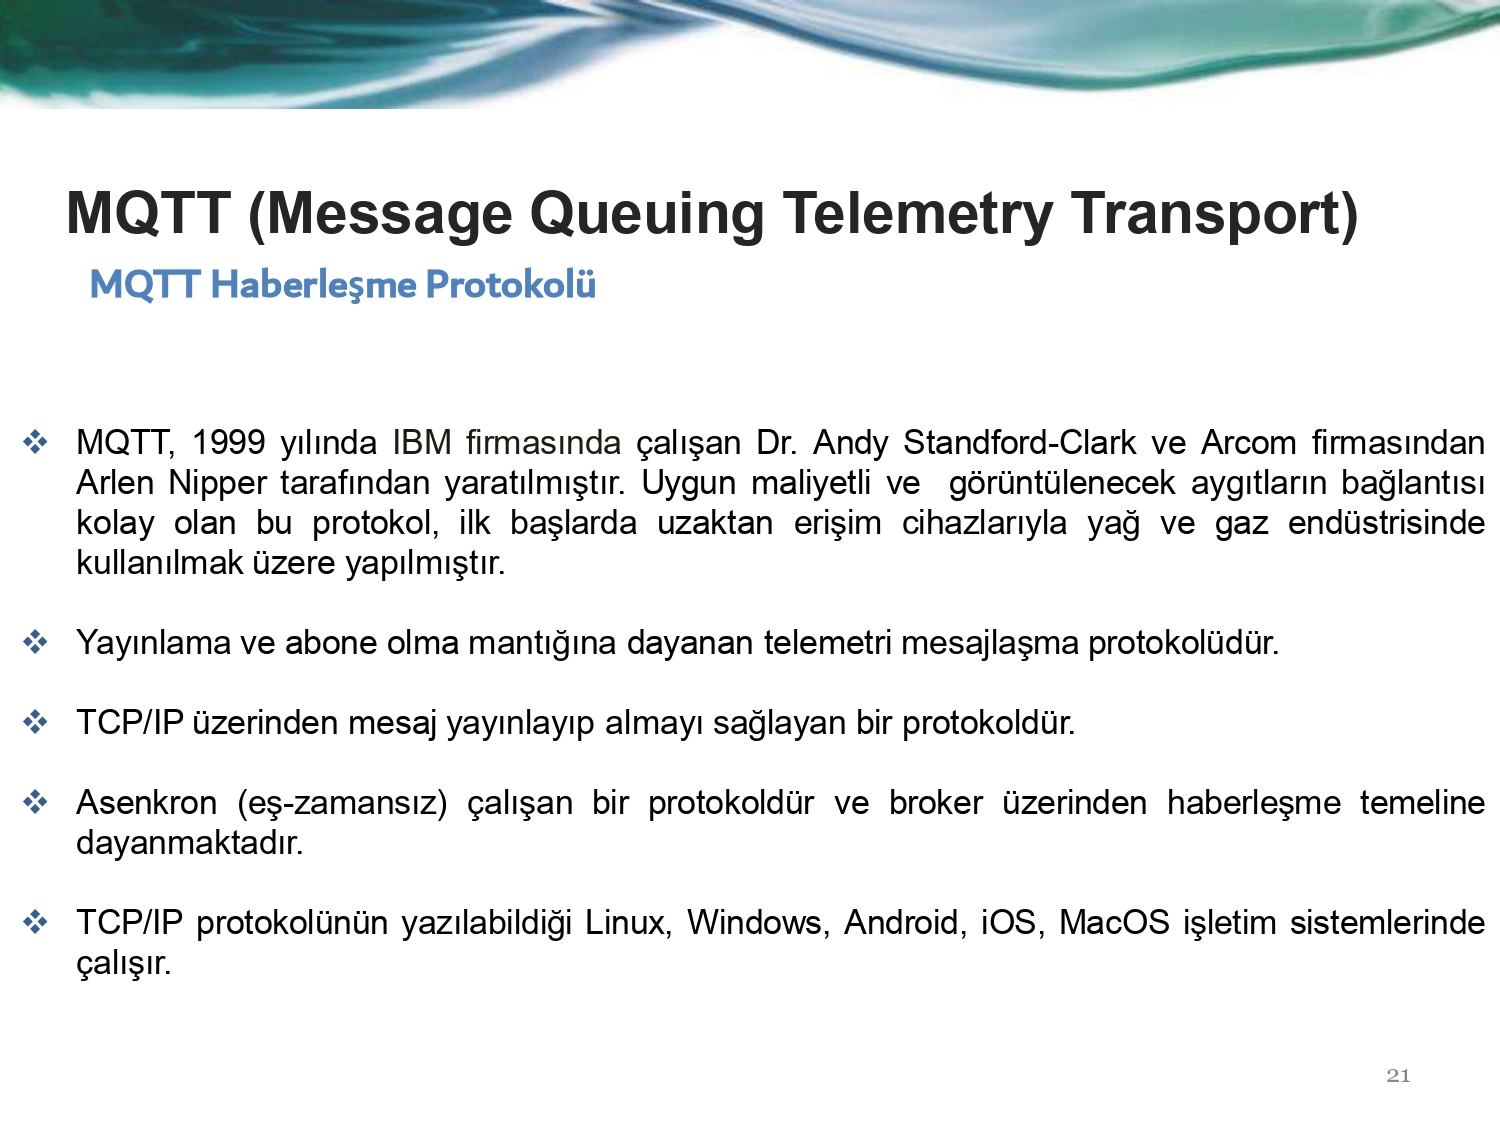 MQTT (Message Queuing Telemetry Transport)
MQTT Haberleşme Protokolü
❖ MQTT, 1999 yılında IBM firmasında çalışan Dr. Andy Standford-Clark ve Arcom firmasından
Arlen Nipper tarafından yaratılmıştır. Uygun maliyetli ve görüntülenecek aygıtların bağlantısı
kolay olan bu protokol, ilk başlarda uzaktan erişim cihazlarıyla yağ ve gaz endüstrisinde
kullanılmak üzere yapılmıştır.
❖ Yayınlama ve abone olma mantığına dayanan telemetri mesajlaşma protokolüdür.
❖ TCP/IP üzerinden mesaj yayınlayıp almayı sağlayan bir protokoldür.
❖ Asenkron (eş-zamansız) çalışan bir protokoldür ve broker üzerinden haberleşme temeline
dayanmaktadır.
❖ TCP/IP protokolünün yazılabildiği Linux, Windows, Android, iOS, MacOS işletim sistemlerinde
çalışır.
21